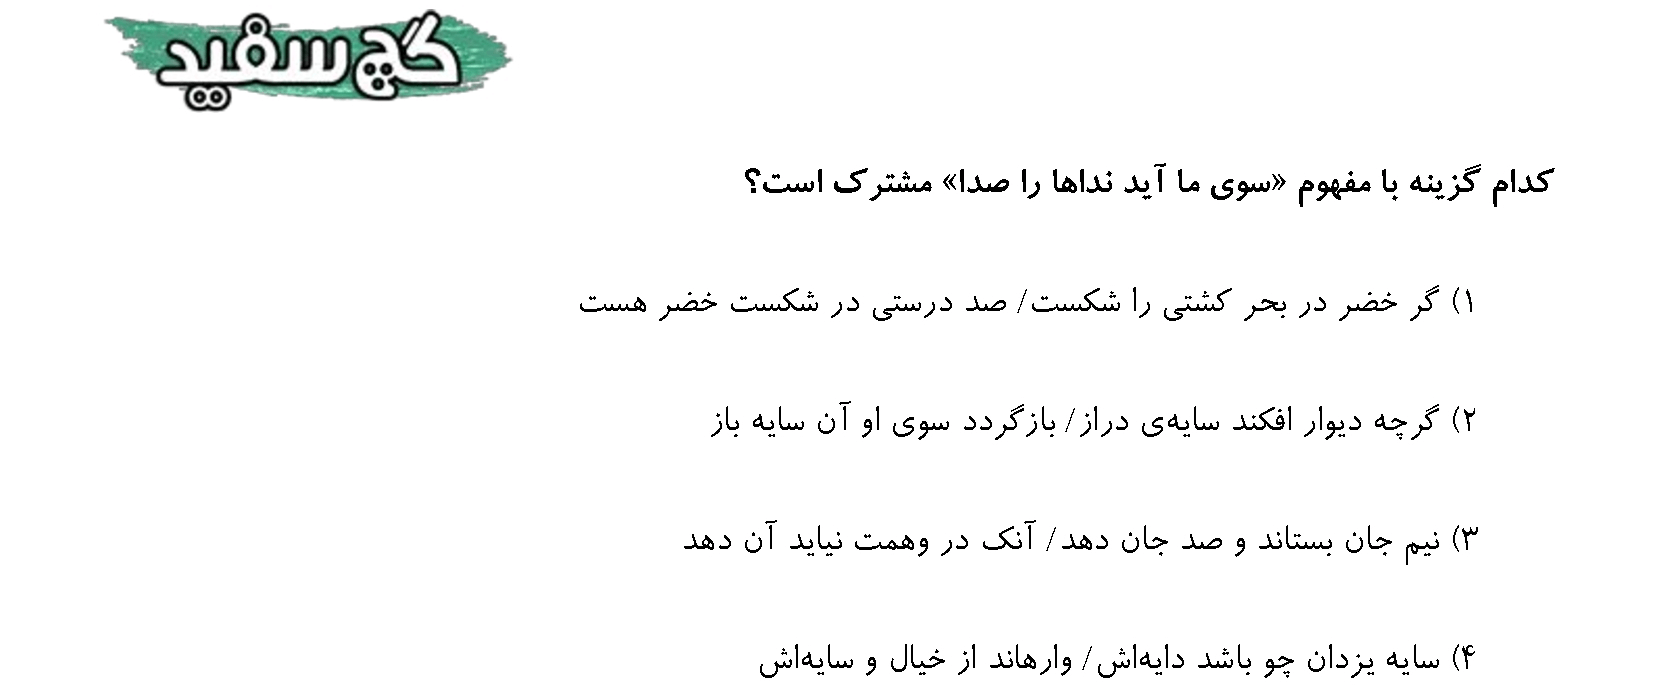 گچ سفید
کدام گزینه با مفهوم «سوی ما آید نداها را صدا» مشترک است؟
۱) گر خضر در بحر کشتی را شکست/ صد درستی در شکست خضر هست
۲) گرچه دیوار افکند سایه‌ی دراز/ بازگردد سوی او آن سایه باز
۳) نیم جان بستاند و صد جان دهد/ آنک در وهمت نیاید آن دهد
۴) سایه یزدان چو باشد دایه‌اش/ وارهاند از خیال و سایه‌اش